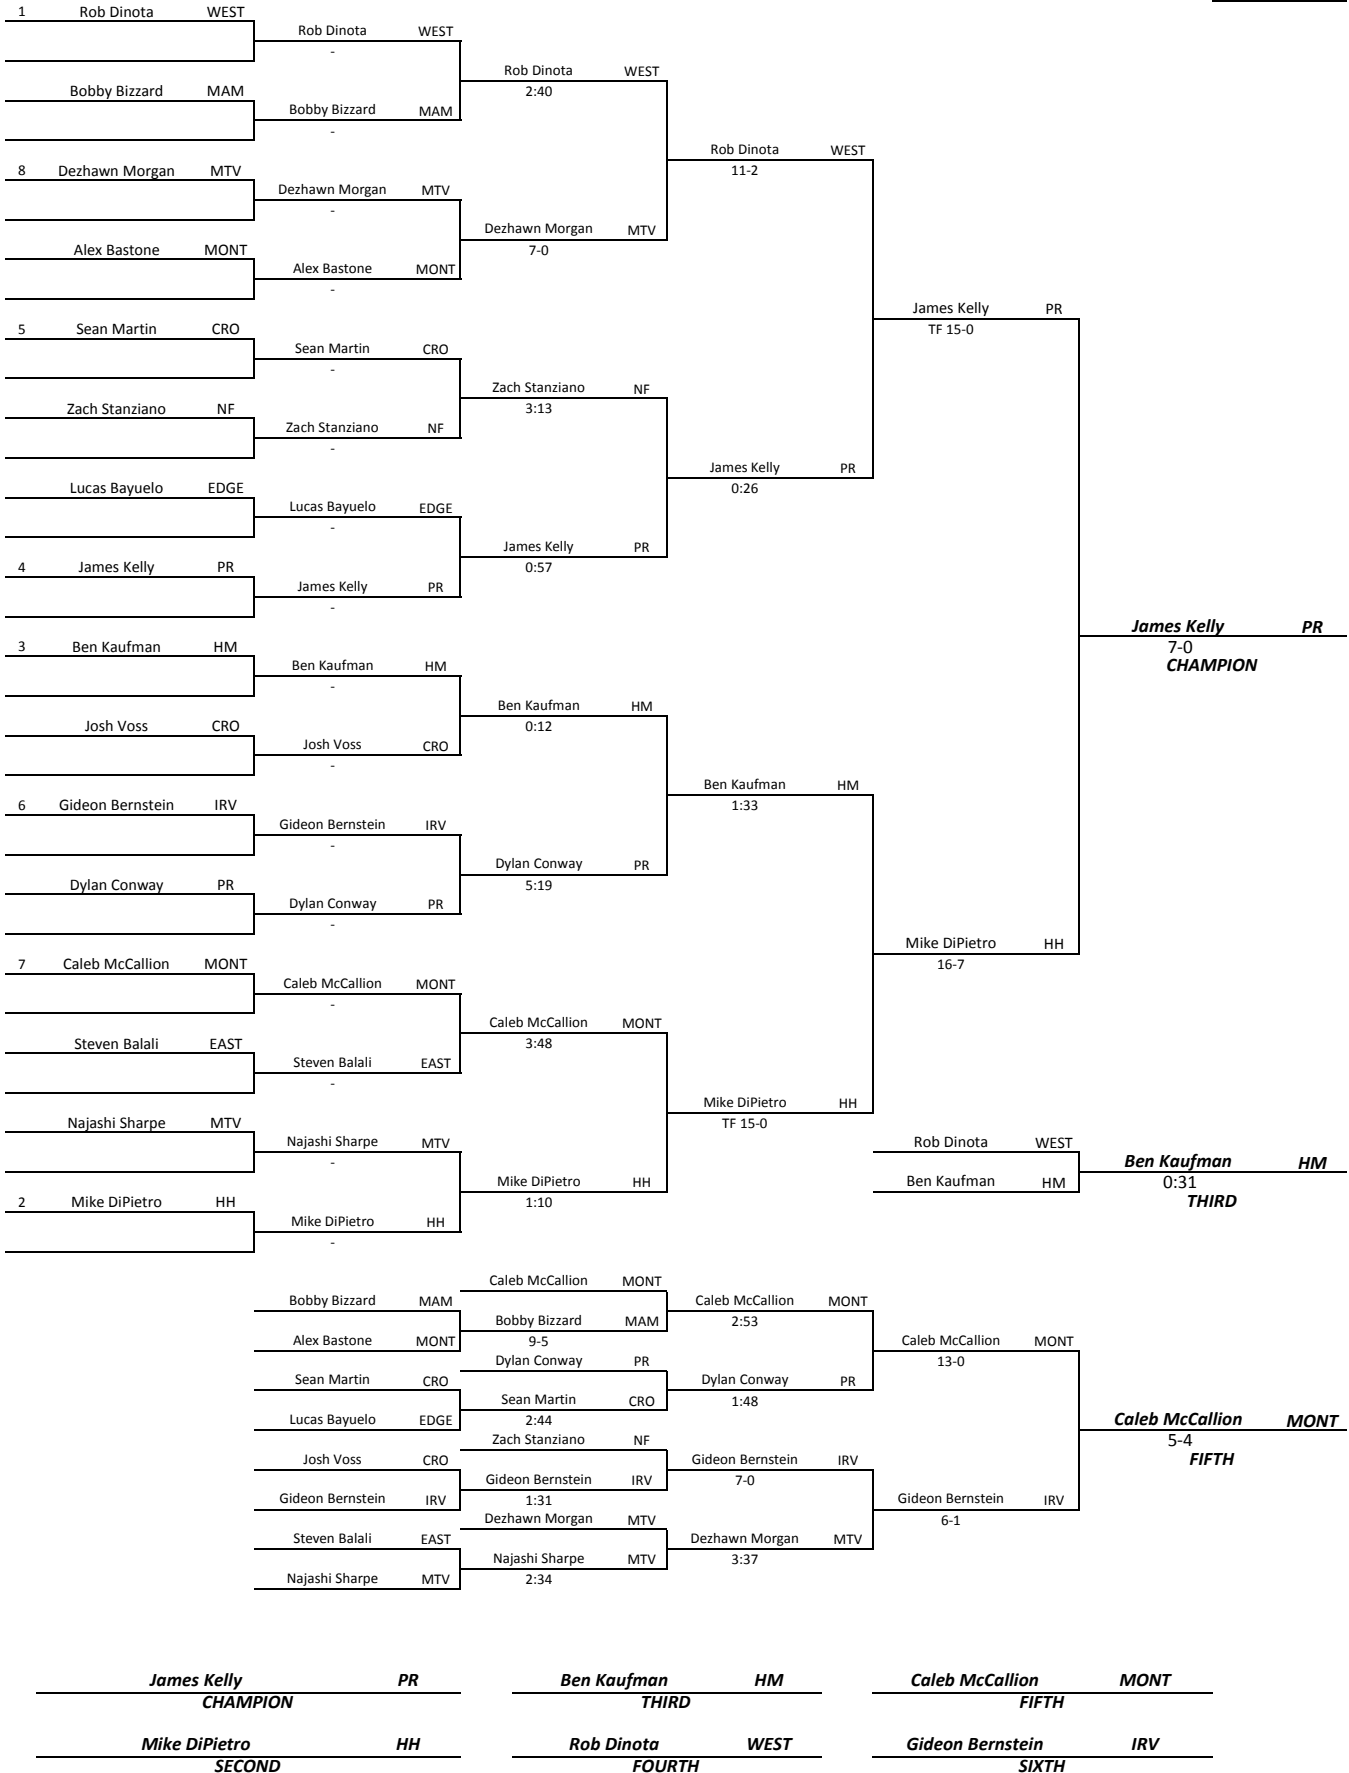 1 Rob Dinota WEST
Rob Dinota WEST
-
Rob Dinota WEST
2:40
Bobby Bizzard MAM
Bobby Bizzard MAM
-
Rob Dinota WEST
11-2
8 Dezhawn Morgan MTV
Dezhawn Morgan MTV
-
Dezhawn Morgan MTV
7-0
Alex Bastone MONT
Alex Bastone MONT
-
James Kelly PR
TF 15-0
5 Sean Martin CRO
Sean Martin CRO
-
Zach Stanziano NF
3:13
Zach Stanziano NF
Zach Stanziano NF
-
James Kelly PR
0:26
Lucas Bayuelo EDGE
Lucas Bayuelo EDGE
-
James Kelly PR
0:57
4 James Kelly PR
James Kelly PR
-
James Kelly PR
7-0
CHAMPION
3 Ben Kaufman HM
Ben Kaufman HM
-
Ben Kaufman HM
0:12
Josh Voss CRO
Josh Voss CRO
-
Ben Kaufman HM
1:33
6 Gideon Bernstein IRV
Gideon Bernstein IRV
-
Dylan Conway PR
5:19
Dylan Conway PR
Dylan Conway PR
-
Mike DiPietro HH
16-7
7 Caleb McCallion MONT
Caleb McCallion MONT
-
Caleb McCallion MONT
3:48
Steven Balali EAST
Steven Balali EAST
-
Mike DiPietro HH
TF 15-0
Najashi Sharpe MTV
Najashi Sharpe MTV
-
Mike DiPietro HH
1:10
2 Mike DiPietro HH
Mike DiPietro HH
-
Rob Dinota WEST
Ben Kaufman HM
Ben Kaufman HM
0:31
THIRD
Caleb McCallion MONT
Bobby Bizzard MAM
Caleb McCallion MONT
2:53
Bobby Bizzard MAM
9-5
Alex Bastone MONT
Caleb McCallion MONT
13-0
Dylan Conway PR
Sean Martin CRO
Dylan Conway PR
1:48
Sean Martin CRO
2:44
Lucas Bayuelo EDGE
Caleb McCallion MONT
5-4
FIFTH
Zach Stanziano NF
Josh Voss CRO
Gideon Bernstein IRV
7-0
Gideon Bernstein IRV
1:31
Gideon Bernstein IRV
Gideon Bernstein IRV
6-1
Dezhawn Morgan MTV
Steven Balali EAST
Dezhawn Morgan MTV
3:37
Najashi Sharpe MTV
2:34
Najashi Sharpe MTV
James Kelly PR Ben Kaufman HM Caleb McCallion MONT
CHAMPION THIRD FIFTH
Mike DiPietro HH Rob Dinota WEST Gideon Bernstein IRV
SECOND FOURTH SIXTH